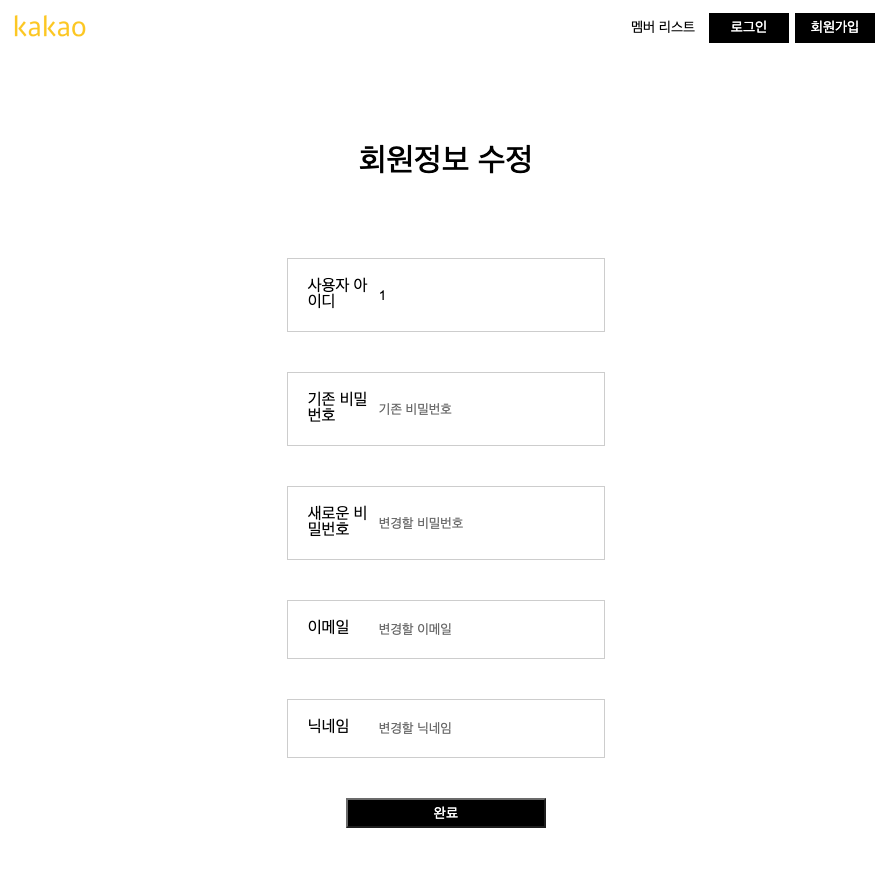 kakao
멤버 리스트
로그인
회원가입
회원정보 수정
사용자 아
이디
1
기존 비밀
번호
기존 비밀번호
새로운 비
밀번호
변경할 비밀번호
이메일
변경할 이메일
닉네임
변경할 닉네임
완료